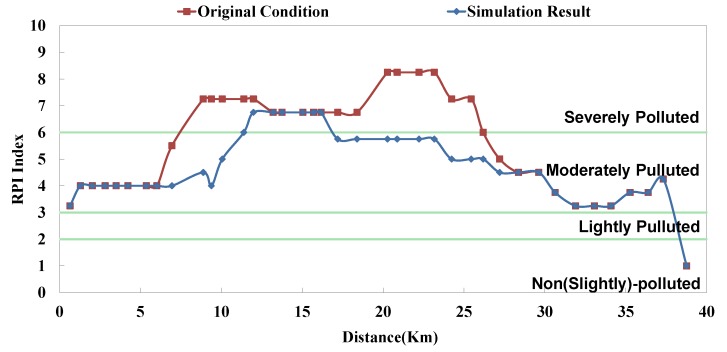 Original Condition Simulation Result
10
9
8
7
6
5
4
3
2
1
0
RPI Index
Severely Polluted
Moderately Pulluted
Lightly Pulluted
Non(Slightly)-polluted
0 5 10 15 20 25 30 35 40
Distance(Km)